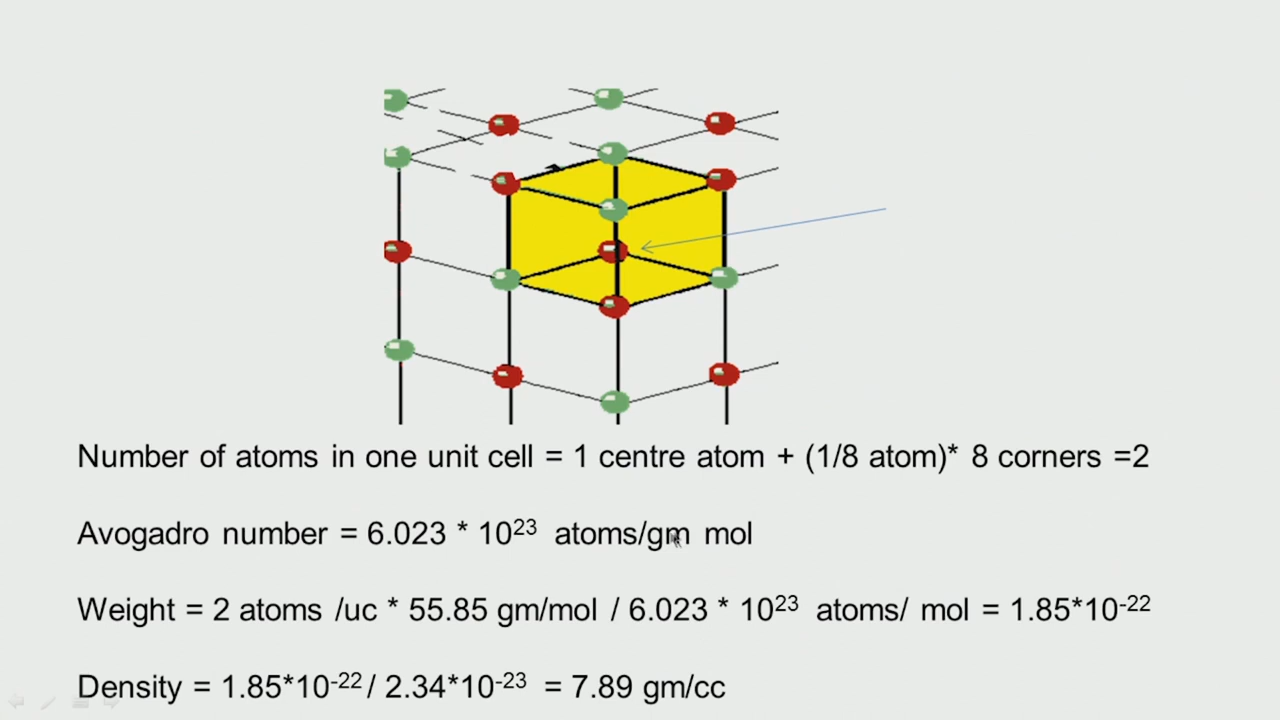 Number of atoms in one unit cell = 1 centre atom + (1/8 atom)* 8 corners =2
Avogadro number = 6.023 * 10²³ atoms/gm mol
Weight = 2 atoms /uc * 55.85 gm/mol / 6.023 * 10²³ atoms/ mol = 1.85*10⁻²²
Density = 1.85*10⁻²² / 2.34*10⁻²³ = 7.89 gm/cc